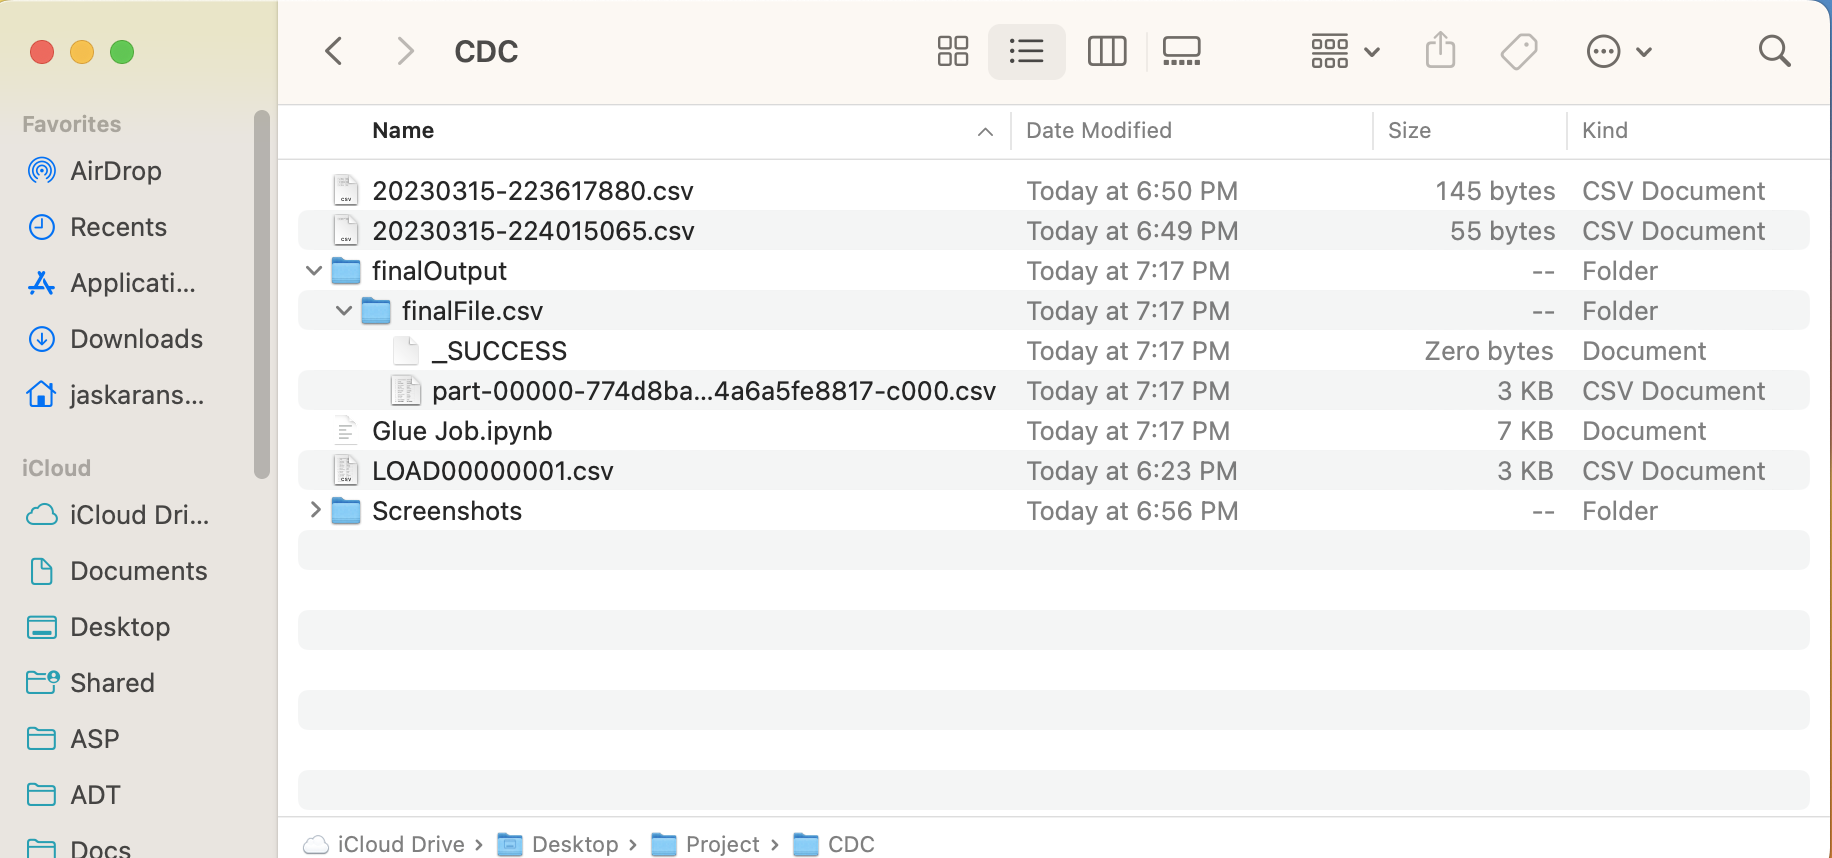 CDC
Favorites
AirDrop
Recents
Applicati...
Downloads
jaskarans...
iCloud
iCloud Dri...
Documents
Desktop
Shared
ASP
ADT
Docs
Name Date Modified Size Kind
20230315-223617880.csv Today at 6:50 PM 145 bytes CSV Document
20230315-224015065.csv Today at 6:49 PM 55 bytes CSV Document
finalOutput Today at 7:17 PM -- Folder
finalFile.csv Today at 7:17 PM -- Folder
_SUCCESS Today at 7:17 PM Zero bytes Document
part-00000-774d8ba...4a6a5fe8817-c000.csv Today at 7:17 PM 3 KB CSV Document
Glue Job.ipynb Today at 7:17 PM 7 KB Document
LOAD00000001.csv Today at 6:23 PM 3 KB CSV Document
Screenshots Today at 6:56 PM -- Folder
iCloud Drive › Desktop › Project › CDC